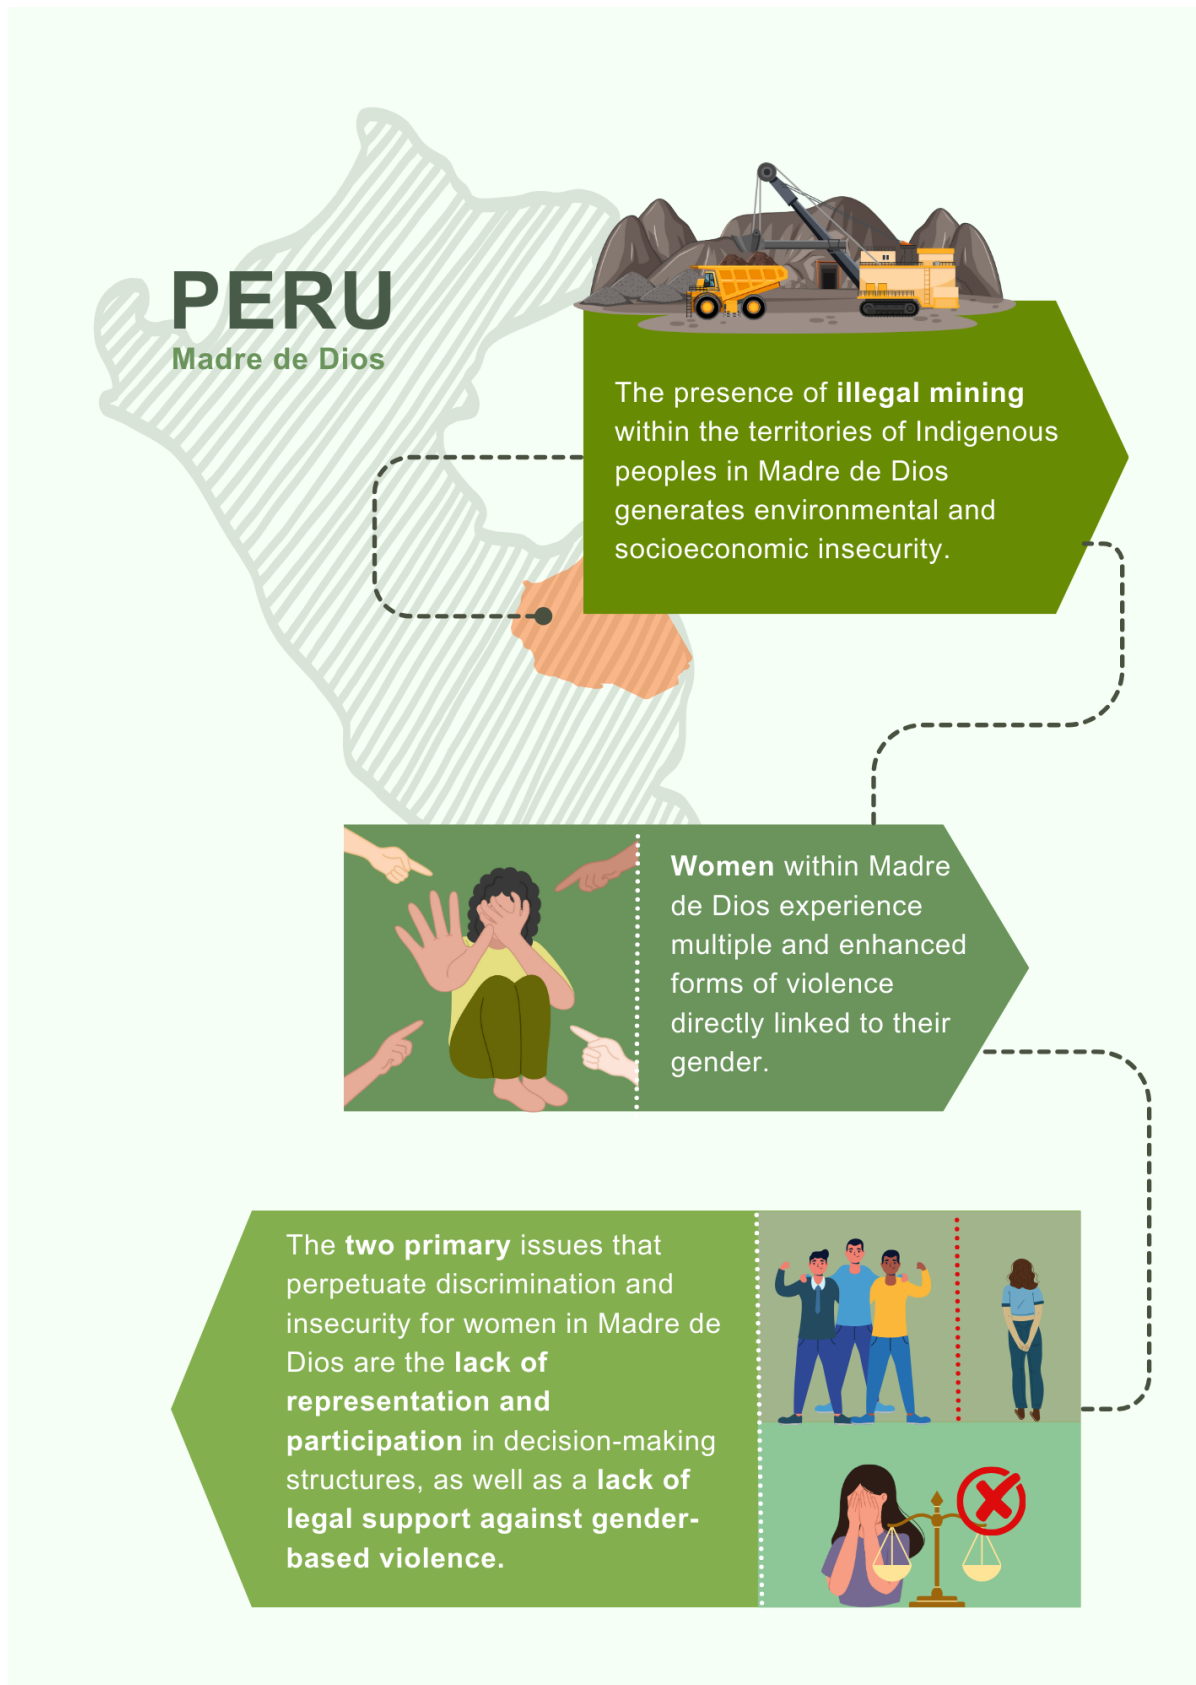 PERU
Madre de Dios
The presence of illegal mining
within the territories of Indigenous
peoples in Madre de Dios
generates environmental and
socioeconomic insecurity.
Women within Madre
de Dios experience
multiple and enhanced
forms of violence
directly linked to their
gender.
The two primary issues that
perpetuate discrimination and
insecurity for women in Madre de
Dios are the lack of
representation and
participation in decision-making
structures, as well as a lack of
legal support against gender-
based violence.